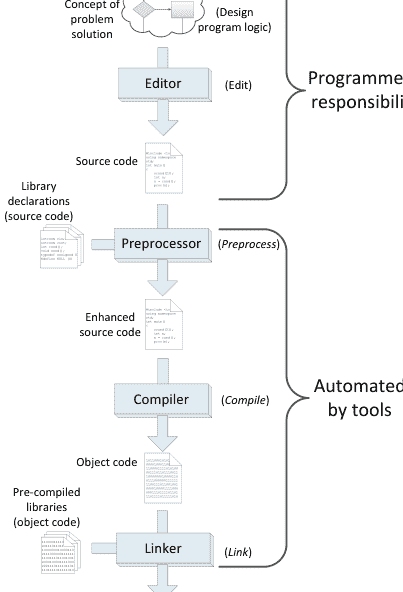 Concept of
problem
solution
(Design
program logic)
Editor
(Edit)
Programme
responsibili
Source code
Library
declarations
(source code)
Preprocessor
(Preprocess)
Enhanced
source code
Compiler
(Compile)
Automated
by tools
Object code
Pre-compiled
libraries
(object code)
Linker
(Link)